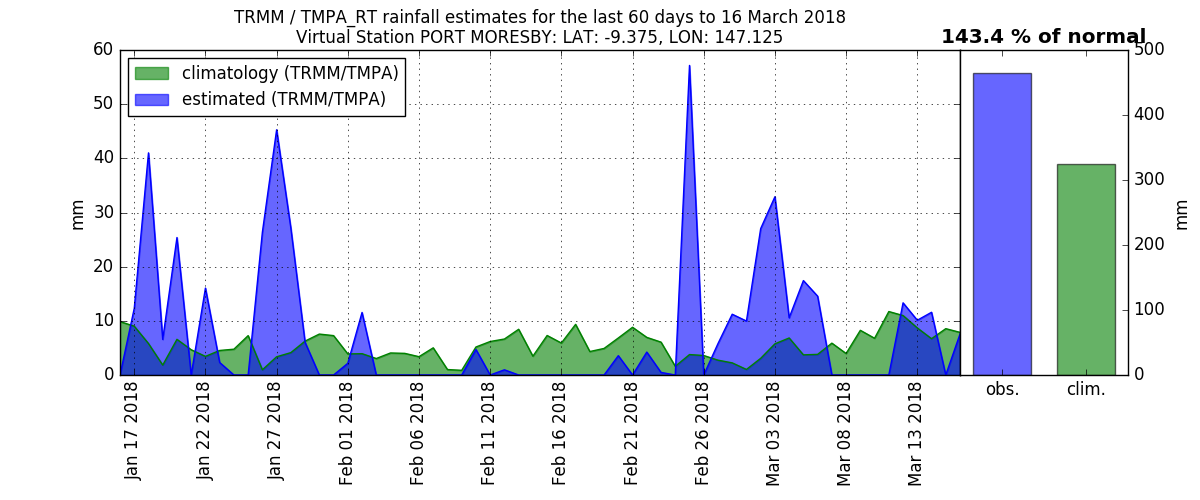 TRMM / TMPA_RT rainfall estimates for the last 60 days to 16 March 2018
Virtual Station PORT MORESBY: LAT: -9.375, LON: 147.125
143.4 % of normal
climatology (TRMM/TMPA)
estimated (TRMM/TMPA)
60
50
40
30
20
10
0
mm
500
400
300
200
100
0
mm
Jan 17 2018
Jan 22 2018
Jan 27 2018
Feb 01 2018
Feb 06 2018
Feb 11 2018
Feb 16 2018
Feb 21 2018
Feb 26 2018
Mar 03 2018
Mar 08 2018
Mar 13 2018
obs.
clim.